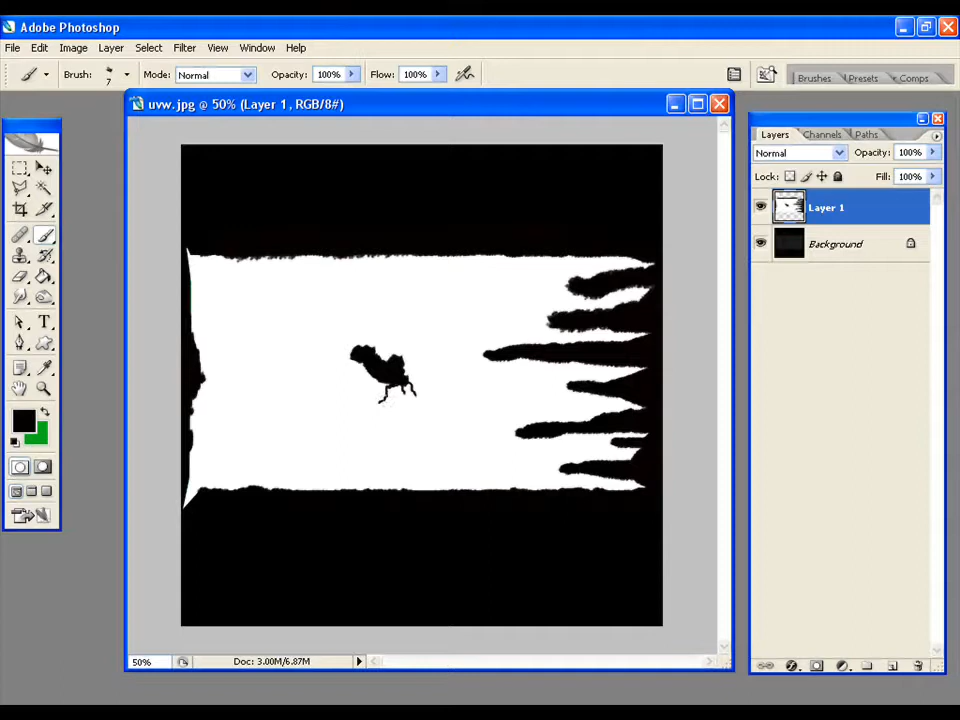 Adobe Photoshop
File Edit Image Layer Select Filter View Window Help
Brush: 7 Mode: Normal Opacity: 100% Flow: 100% Brushes Presets Comps
uvw.jpg @ 50% (Layer 1, RGB/8#)
Layers Channels Paths
Normal Opacity: 100%
Lock: Fill: 100%
Layer 1
Background
T
50% Doc: 3.00M/6.87M